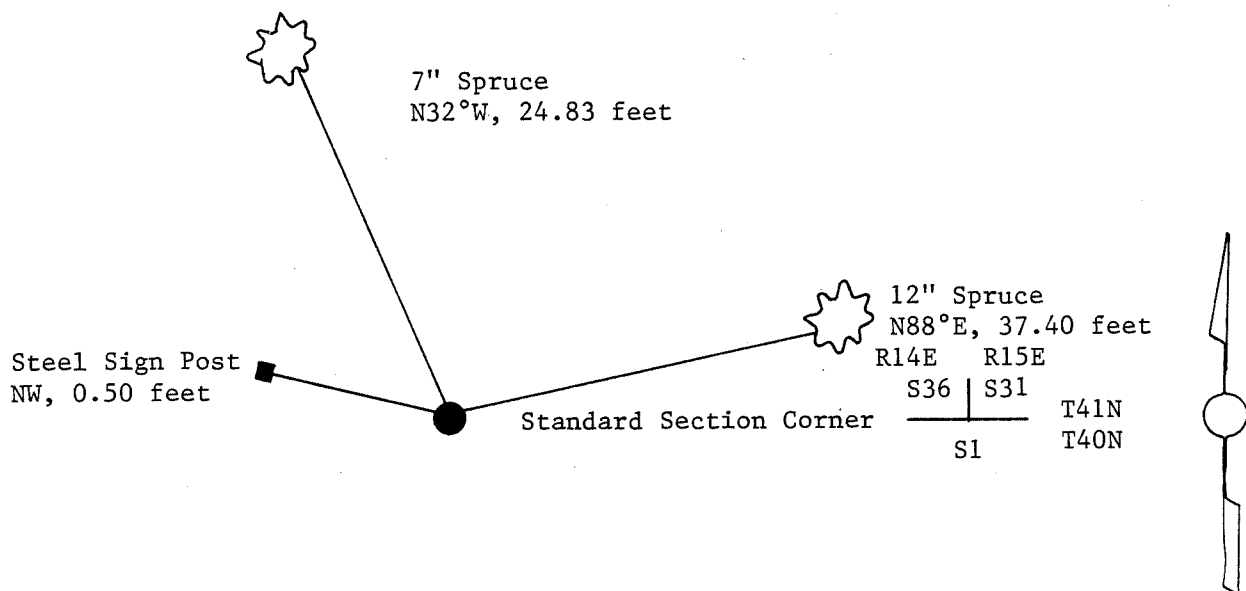 7" Spruce
N32°W, 24.83 feet
12" Spruce
N88°E, 37.40 feet
Steel Sign Post
NW, 0.50 feet
Standard Section Corner
R14E R15E
S36 S31
S1
T41N
T40N